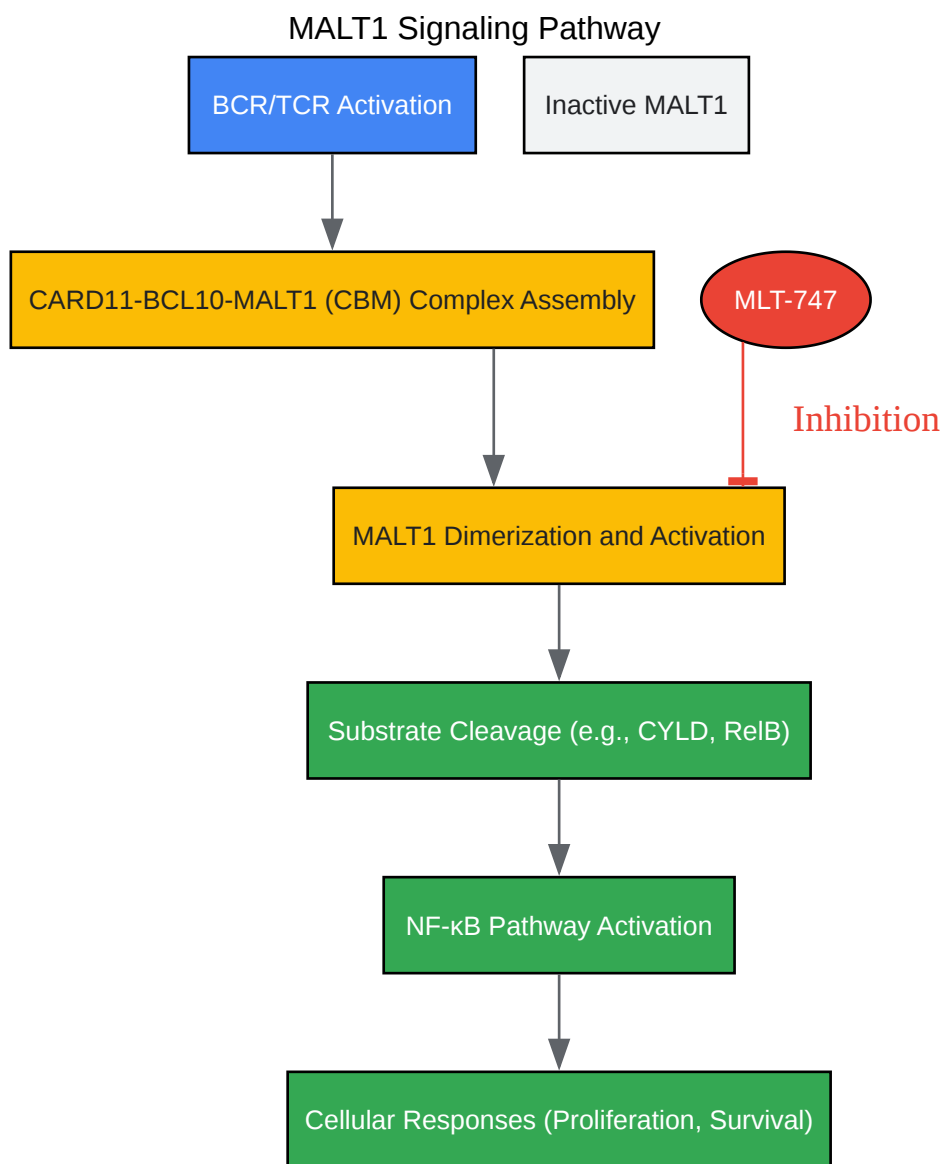 MALT1 Signaling Pathway
BCR/TCR Activation
Inactive MALT1
CARD11-BCL10-MALT1 (CBM) Complex Assembly
MLT-747
Inhibition
MALT1 Dimerization and Activation
Substrate Cleavage (e.g., CYLD, RelB)
NF-κB Pathway Activation
Cellular Responses (Proliferation, Survival)